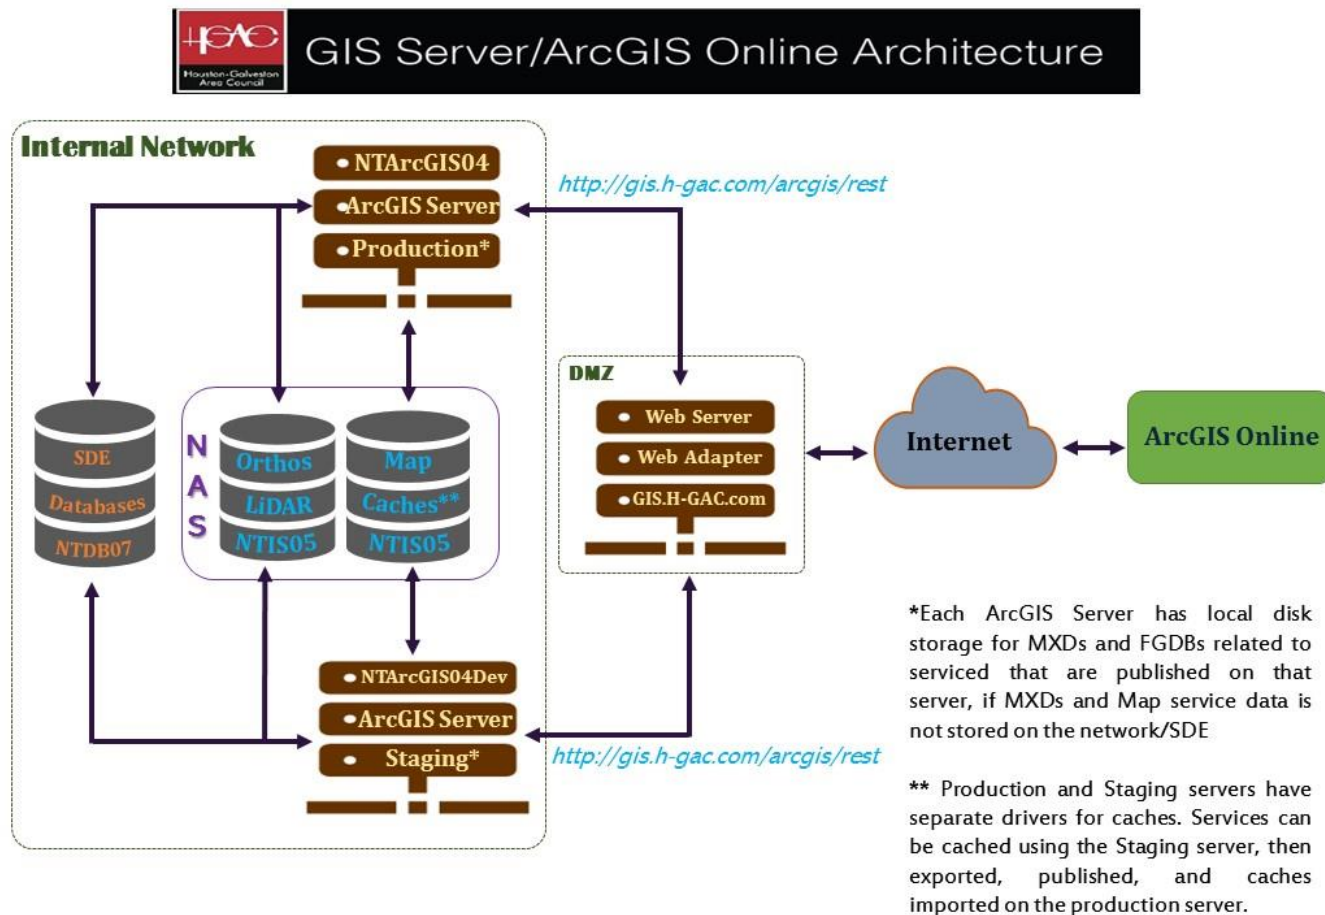 HGAC
Houston-Galveston
Area Council
GIS Server/ArcGIS Online Architecture
Internal Network
NTArcGIS04
ArcGIS Server
Production*
http://gis.h-gac.com/arcgis/rest
SDE
Databases
NTDB07
NAS
Orthos
LiDAR
NTIS05
Map
Caches**
NTIS05
DMZ
Web Server
Web Adapter
GIS.H-GAC.com
Internet
ArcGIS Online
NTArcGIS04Dev
ArcGIS Server
Staging*
http://gis.h-gac.com/arcgis/rest
*Each ArcGIS Server has local disk
storage for MXDs and FGDBs related to
serviced that are published on that
server, if MXDs and Map service data is
not stored on the network/SDE
** Production and Staging servers have
separate drivers for caches. Services can
be cached using the Staging server, then
exported, published, and caches
imported on the production server.